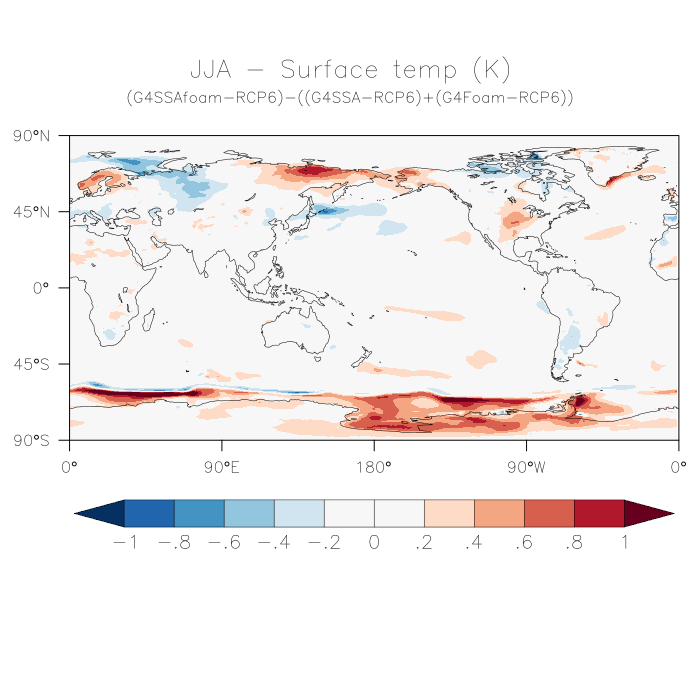 JJA – Surface temp (K)
(G4SSAfoam–RCP6)–((G4SSA–RCP6)+(G4Foam–RCP6))
90°N
45°N
0°
45°S
90°S
0° 90°E 180° 90°W 0°
–1 –.8 –.6 –.4 –.2 0 .2 .4 .6 .8 1